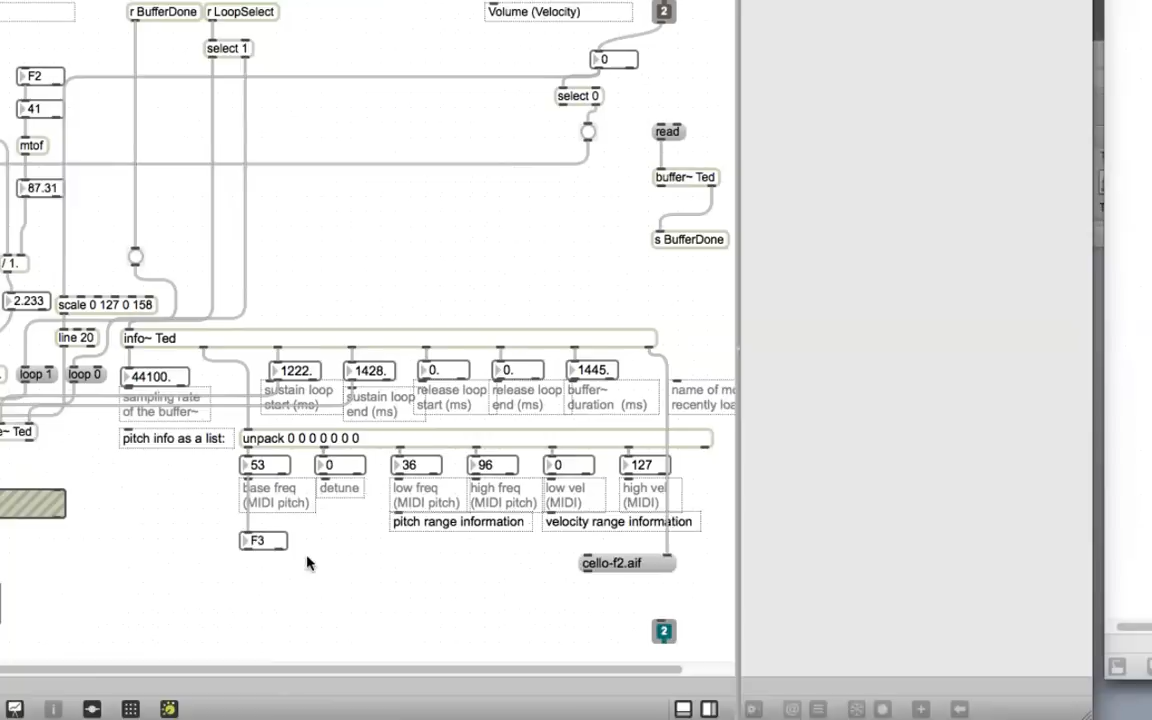 r BufferDone
r LoopSelect
Volume (Velocity)
2
select 1
0
F2
select 0
41
read
mtof
buffer~ Ted
87.31
s BufferDone
/ 1.
2.233
scale 0 127 0 158
line 20
info~ Ted
loop 1
loop 0
44100.
1222.
1428.
0.
0.
1445.
sampling rate
of the buffer~
sustain loop
start (ms)
sustain loop
end (ms)
release loop
start (ms)
release loop
end (ms)
buffer~
duration (ms)
name of mo
recently loa
~ Ted
pitch info as a list:
unpack 0 0 0 0 0 0 0
53
0
36
96
0
127
base freq
(MIDI pitch)
detune
low freq
(MIDI pitch)
high freq
(MIDI pitch)
low vel
(MIDI)
high vel
(MIDI)
pitch range information
velocity range information
F3
cello-f2.aif
2